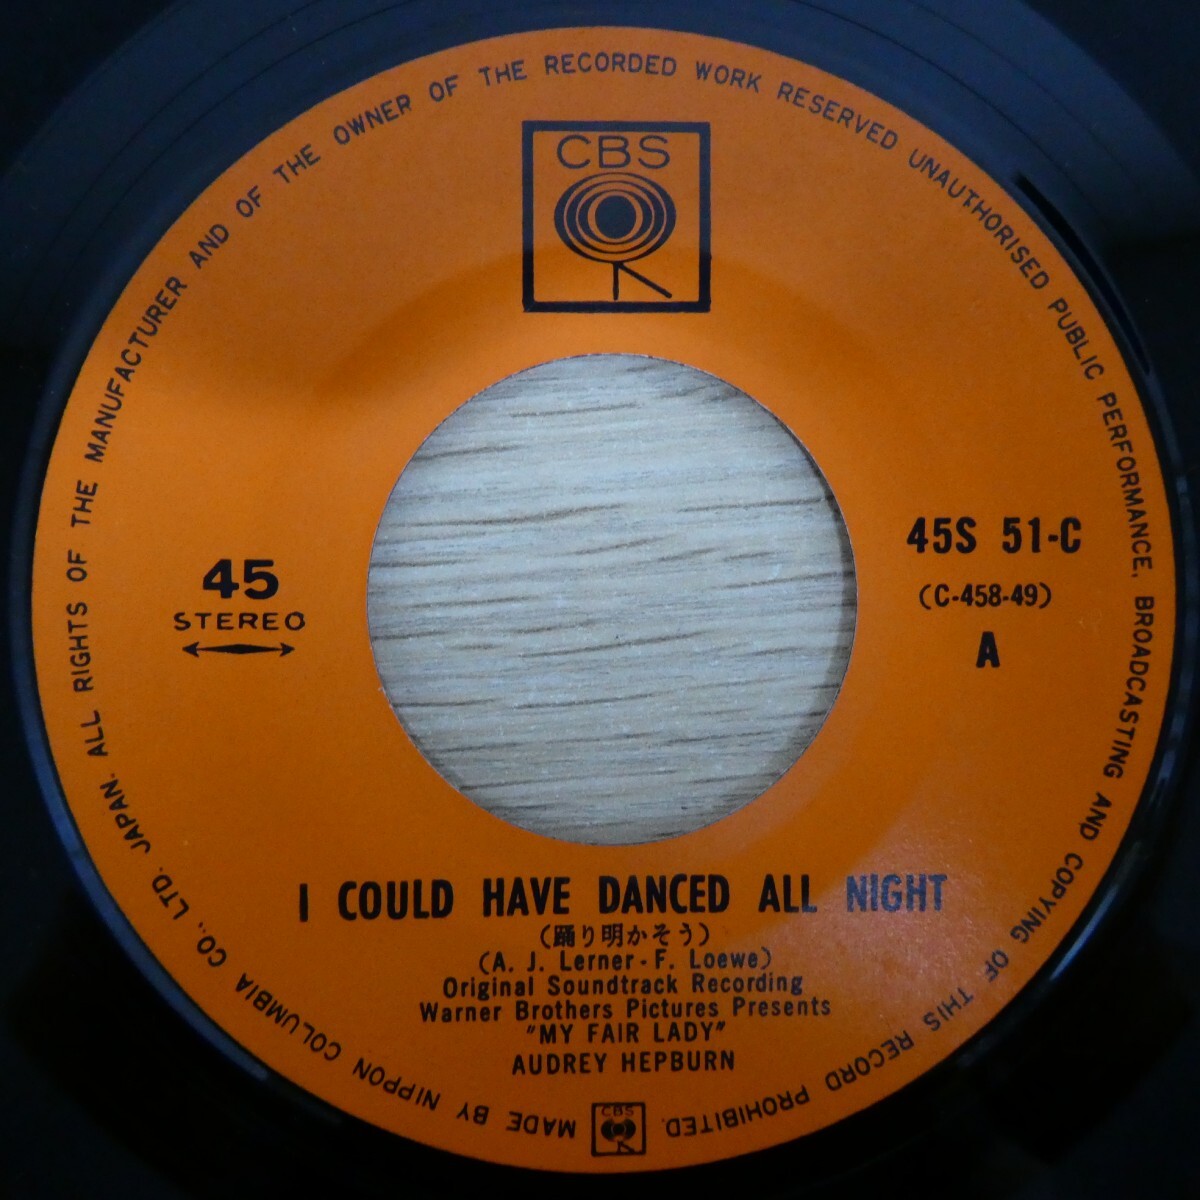 CBS
45
STEREO
45S 51-C
(C-458-49)
A
I COULD HAVE DANCED ALL NIGHT
(踊り明かそう)
(A. J. Lerner - F. Loewe)
Original Soundtrack Recording
Warner Brothers Pictures Presents
"MY FAIR LADY"
AUDREY HEPBURN
MADE BY NIPPON COLUMBIA CO., LTD. JAPAN. ALL RIGHTS OF THE MANUFACTURER AND OF THE OWNER OF THE RECORDED WORK RESERVED UNAUTHORISED PUBLIC PERFORMANCE, BROADCASTING AND COPYING OF THIS RECORD PROHIBITED.
CBS